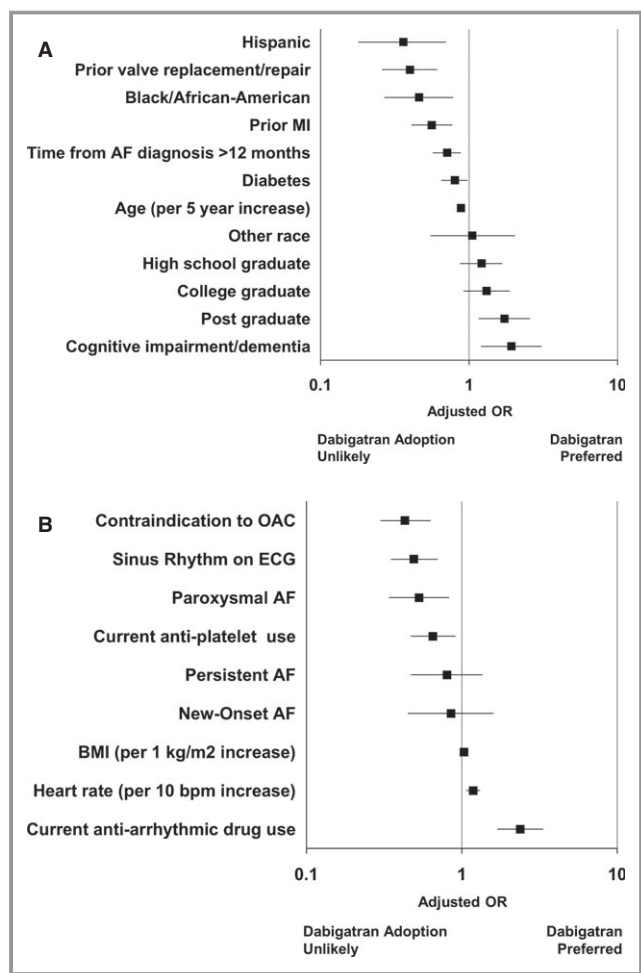 A
Hispanic
Prior valve replacement/repair
Black/African-American
Prior MI
Time from AF diagnosis >12 months
Diabetes
Age (per 5 year increase)
Other race
High school graduate
College graduate
Post graduate
Cognitive impairment/dementia
0.1 1 10
Adjusted OR
Dabigatran Adoption Dabigatran
Unlikely Preferred
B
Contraindication to OAC
Sinus Rhythm on ECG
Paroxysmal AF
Current anti-platelet use
Persistent AF
New-Onset AF
BMI (per 1 kg/m2 increase)
Heart rate (per 10 bpm increase)
Current anti-arrhythmic drug use
0.1 1 10
Adjusted OR
Dabigatran Adoption Dabigatran
Unlikely Preferred